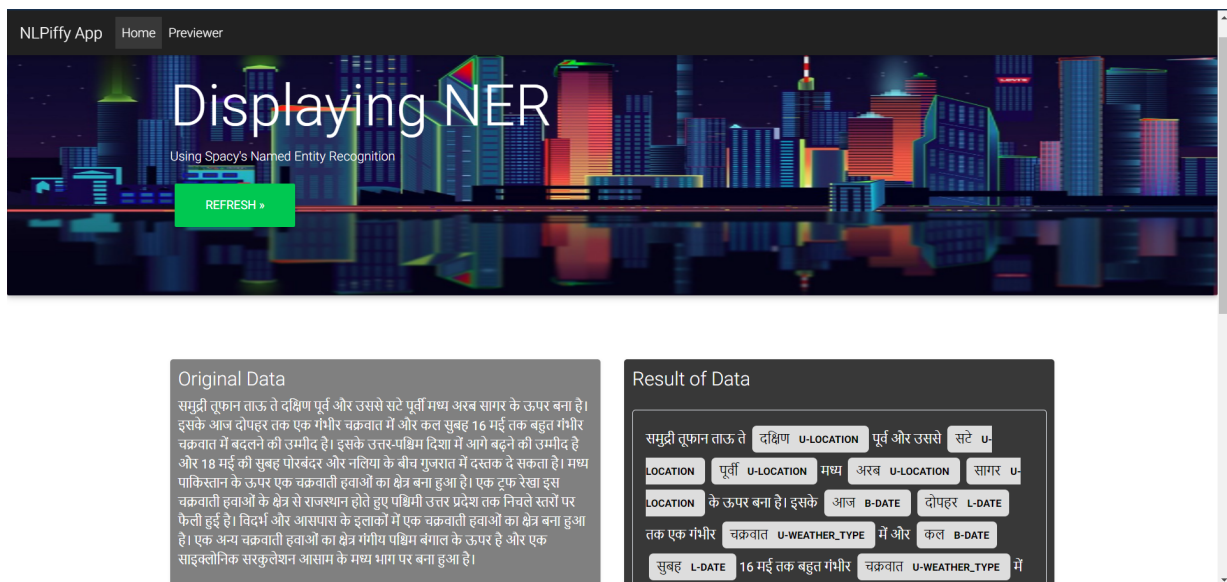 NLPiffy App Home Previewer
Displaying NER
Using Spacy's Named Entity Recognition
REFRESH »
Original Data
समुद्री तूफान ताऊ ते दक्षिण पूर्व और उससे सटे पूर्वी मध्य अरब सागर के ऊपर बना है।
इसके आज दोपहर तक एक गंभीर चक्रवात में और कल सुबह 16 मई तक बहुत गंभीर
चक्रवात में बदलने की उम्मीद है। इसके उत्तर-पश्चिम दिशा में आगे बढ़ने की उम्मीद है
और 18 मई की सुबह पोरबंदर और नलिया के बीच गुजरात में दस्तक दे सकता है। मध्य
पाकिस्तान के ऊपर एक चक्रवाती हवाओं का क्षेत्र बना हुआ है। एक ट्रफ रेखा इस
चक्रवाती हवाओं के क्षेत्र से राजस्थान होते हुए पश्चिमी उत्तर प्रदेश तक निचले स्तरों पर
फैली हुई है। विदर्भ और आसपास के इलाकों में एक चक्रवाती हवाओं का क्षेत्र बना हुआ
है। एक अन्य चक्रवाती हवाओं का क्षेत्र गंगीय पश्चिम बंगाल के ऊपर है और एक
साइक्लोनिक सरकुलेशन आसाम के मध्य भाग पर बना हुआ है।
Result of Data
समुद्री तूफान ताऊ ते दक्षिण U-LOCATION पूर्व और उससे सटे U-
LOCATION पूर्वी U-LOCATION मध्य अरब U-LOCATION सागर U-
LOCATION के ऊपर बना है। इसके आज B-DATE दोपहर L-DATE
तक एक गंभीर चक्रवात U-WEATHER_TYPE में और कल B-DATE
सुबह L-DATE 16 मई तक बहुत गंभीर चक्रवात U-WEATHER_TYPE में